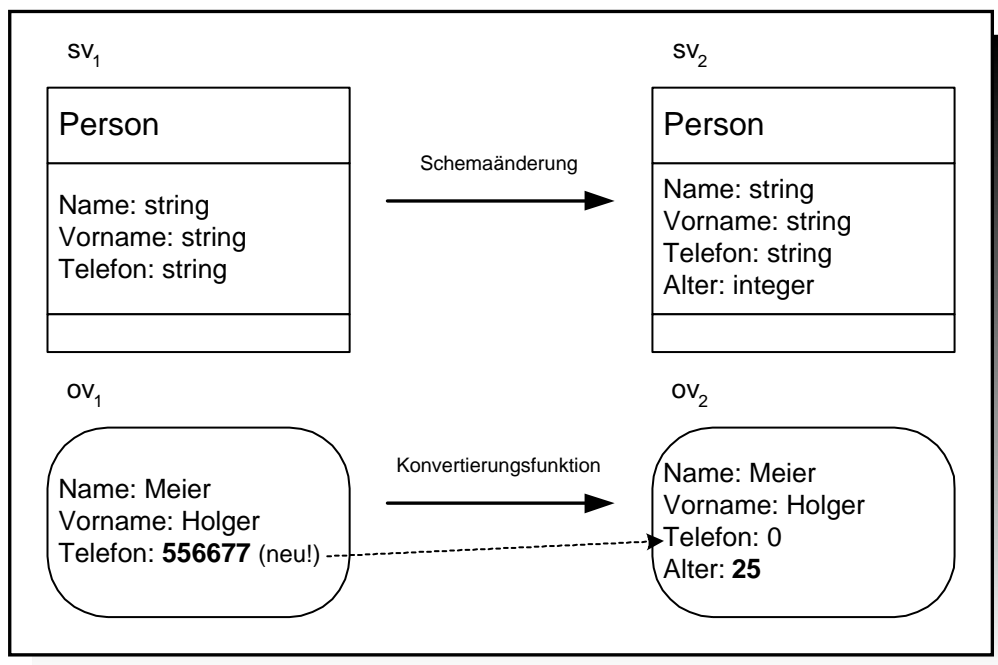 sv1
Person
Name: string
Vorname: string
Telefon: string
Schemaänderung
sv2
Person
Name: string
Vorname: string
Telefon: string
Alter: integer
ov1
Name: Meier
Vorname: Holger
Telefon: 556677 (neu!)
Konvertierungsfunktion
ov2
Name: Meier
Vorname: Holger
Telefon: 0
Alter: 25